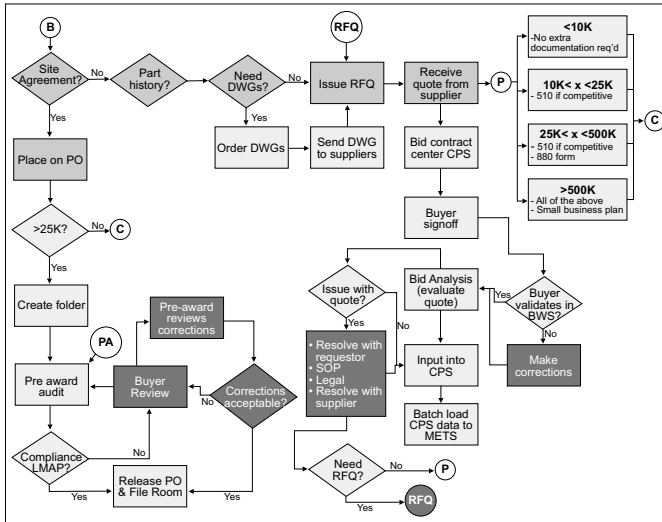 B
RFQ
<10K
-No extra
documentation req'd
Site
Agreement?
No
Part
history?
Need
DWGs?
No
Issue RFQ
Receive
quote from
supplier
P
10K< x <25K
- 510 if competitive
C
Yes
Yes
Order DWGs
Send DWG
to suppliers
Bid contract
center CPS
25K< x <500K
- 510 if competitive
- 880 form
Place on PO
>500K
- All of the above
- Small business plan
>25K?
No
C
Buyer
signoff
Yes
Issue with
quote?
Bid Analysis
(evaluate
quote)
Yes
Buyer
validates in
BWS?
Create folder
Pre-award
reviews
corrections
Yes
No
No
PA
• Resolve with
requestor
• SOP
• Legal
• Resolve with
supplier
Input into
CPS
Make
corrections
Pre award
audit
Buyer
Review
No
Corrections
acceptable?
Batch load
CPS data to
METS
Compliance
LMAP?
No
Need
RFQ?
No
P
Yes
Release PO
& File Room
Yes
Yes
RFQ